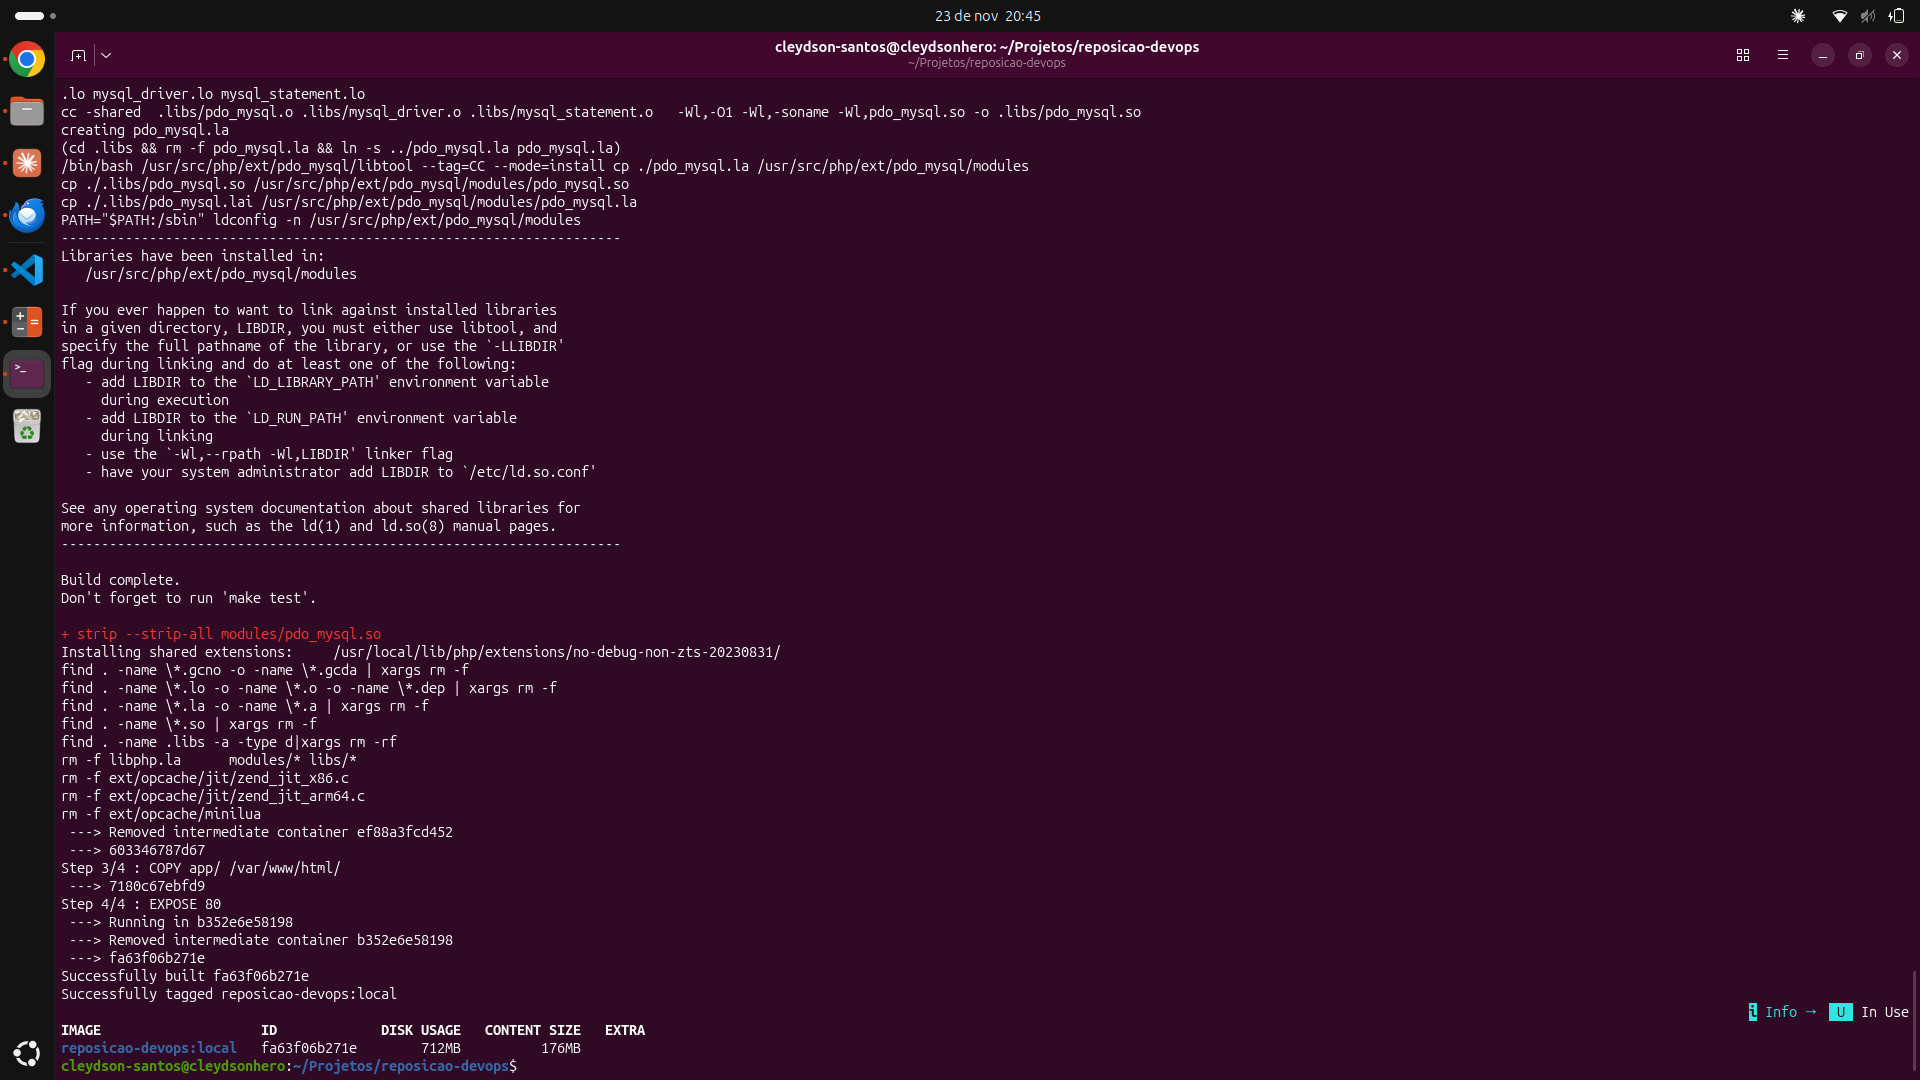 23 de nov  20:45
cleydson-santos@cleydsonhero: ~/Projetos/reposicao-devops
~/Projetos/reposicao-devops
.lo mysql_driver.lo mysql_statement.lo
cc -shared  .libs/pdo_mysql.o .libs/mysql_driver.o .libs/mysql_statement.o   -Wl,-O1 -Wl,-soname -Wl,pdo_mysql.so -o .libs/pdo_mysql.so
creating pdo_mysql.la
(cd .libs && rm -f pdo_mysql.la && ln -s ../pdo_mysql.la pdo_mysql.la)
/bin/bash /usr/src/php/ext/pdo_mysql/libtool --tag=CC --mode=install cp ./pdo_mysql.la /usr/src/php/ext/pdo_mysql/modules
cp ./.libs/pdo_mysql.so /usr/src/php/ext/pdo_mysql/modules/pdo_mysql.so
cp ./.libs/pdo_mysql.lai /usr/src/php/ext/pdo_mysql/modules/pdo_mysql.la
PATH="$PATH:/sbin" ldconfig -n /usr/src/php/ext/pdo_mysql/modules
----------------------------------------------------------------------
Libraries have been installed in:
   /usr/src/php/ext/pdo_mysql/modules
If you ever happen to want to link against installed libraries
in a given directory, LIBDIR, you must either use libtool, and
specify the full pathname of the library, or use the `-LLIBDIR'
flag during linking and do at least one of the following:
   - add LIBDIR to the `LD_LIBRARY_PATH' environment variable
     during execution
   - add LIBDIR to the `LD_RUN_PATH' environment variable
     during linking
   - use the `-Wl,--rpath -Wl,LIBDIR' linker flag
   - have your system administrator add LIBDIR to `/etc/ld.so.conf'
See any operating system documentation about shared libraries for
more information, such as the ld(1) and ld.so(8) manual pages.
----------------------------------------------------------------------
Build complete.
Don't forget to run 'make test'.
+ strip --strip-all modules/pdo_mysql.so
Installing shared extensions:     /usr/local/lib/php/extensions/no-debug-non-zts-20230831/
find . -name \*.gcno -o -name \*.gcda | xargs rm -f
find . -name \*.lo -o -name \*.o -o -name \*.dep | xargs rm -f
find . -name \*.la -o -name \*.a | xargs rm -f
find . -name \*.so | xargs rm -f
find . -name .libs -a -type d|xargs rm -rf
rm -f libphp.la      modules/* libs/*
rm -f ext/opcache/jit/zend_jit_x86.c
rm -f ext/opcache/jit/zend_jit_arm64.c
rm -f ext/opcache/minilua
 ---> Removed intermediate container ef88a3fcd452
 ---> 603346787d67
Step 3/4 : COPY app/ /var/www/html/
 ---> 7180c67ebfd9
Step 4/4 : EXPOSE 80
 ---> Running in b352e6e58198
 ---> Removed intermediate container b352e6e58198
 ---> fa63f06b271e
Successfully built fa63f06b271e
Successfully tagged reposicao-devops:local
i Info →  U  In Use
IMAGE                    ID             DISK USAGE   CONTENT SIZE   EXTRA
reposicao-devops:local   fa63f06b271e        712MB          176MB
cleydson-santos@cleydsonhero:~/Projetos/reposicao-devops$